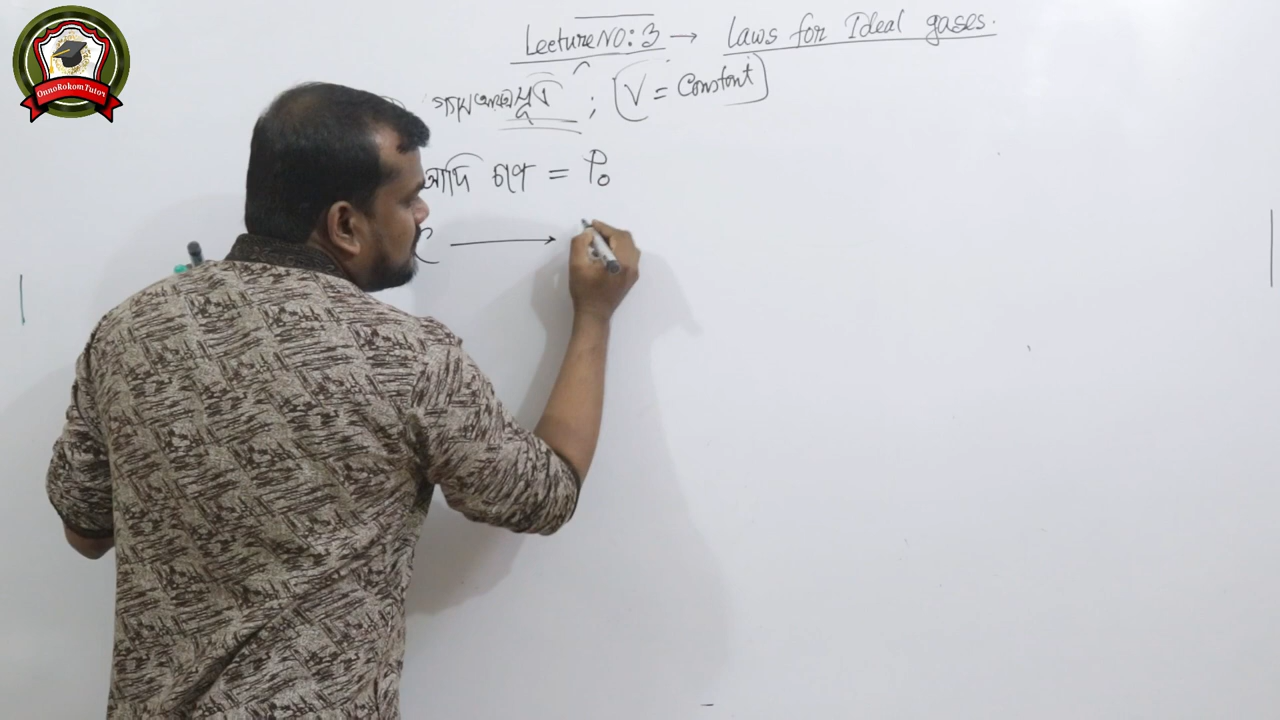 OnnoRokomTutor
Lecture NO: 3 → Laws for Ideal gases.
; (V = Constant)
আদি চাপ = P₀
C →